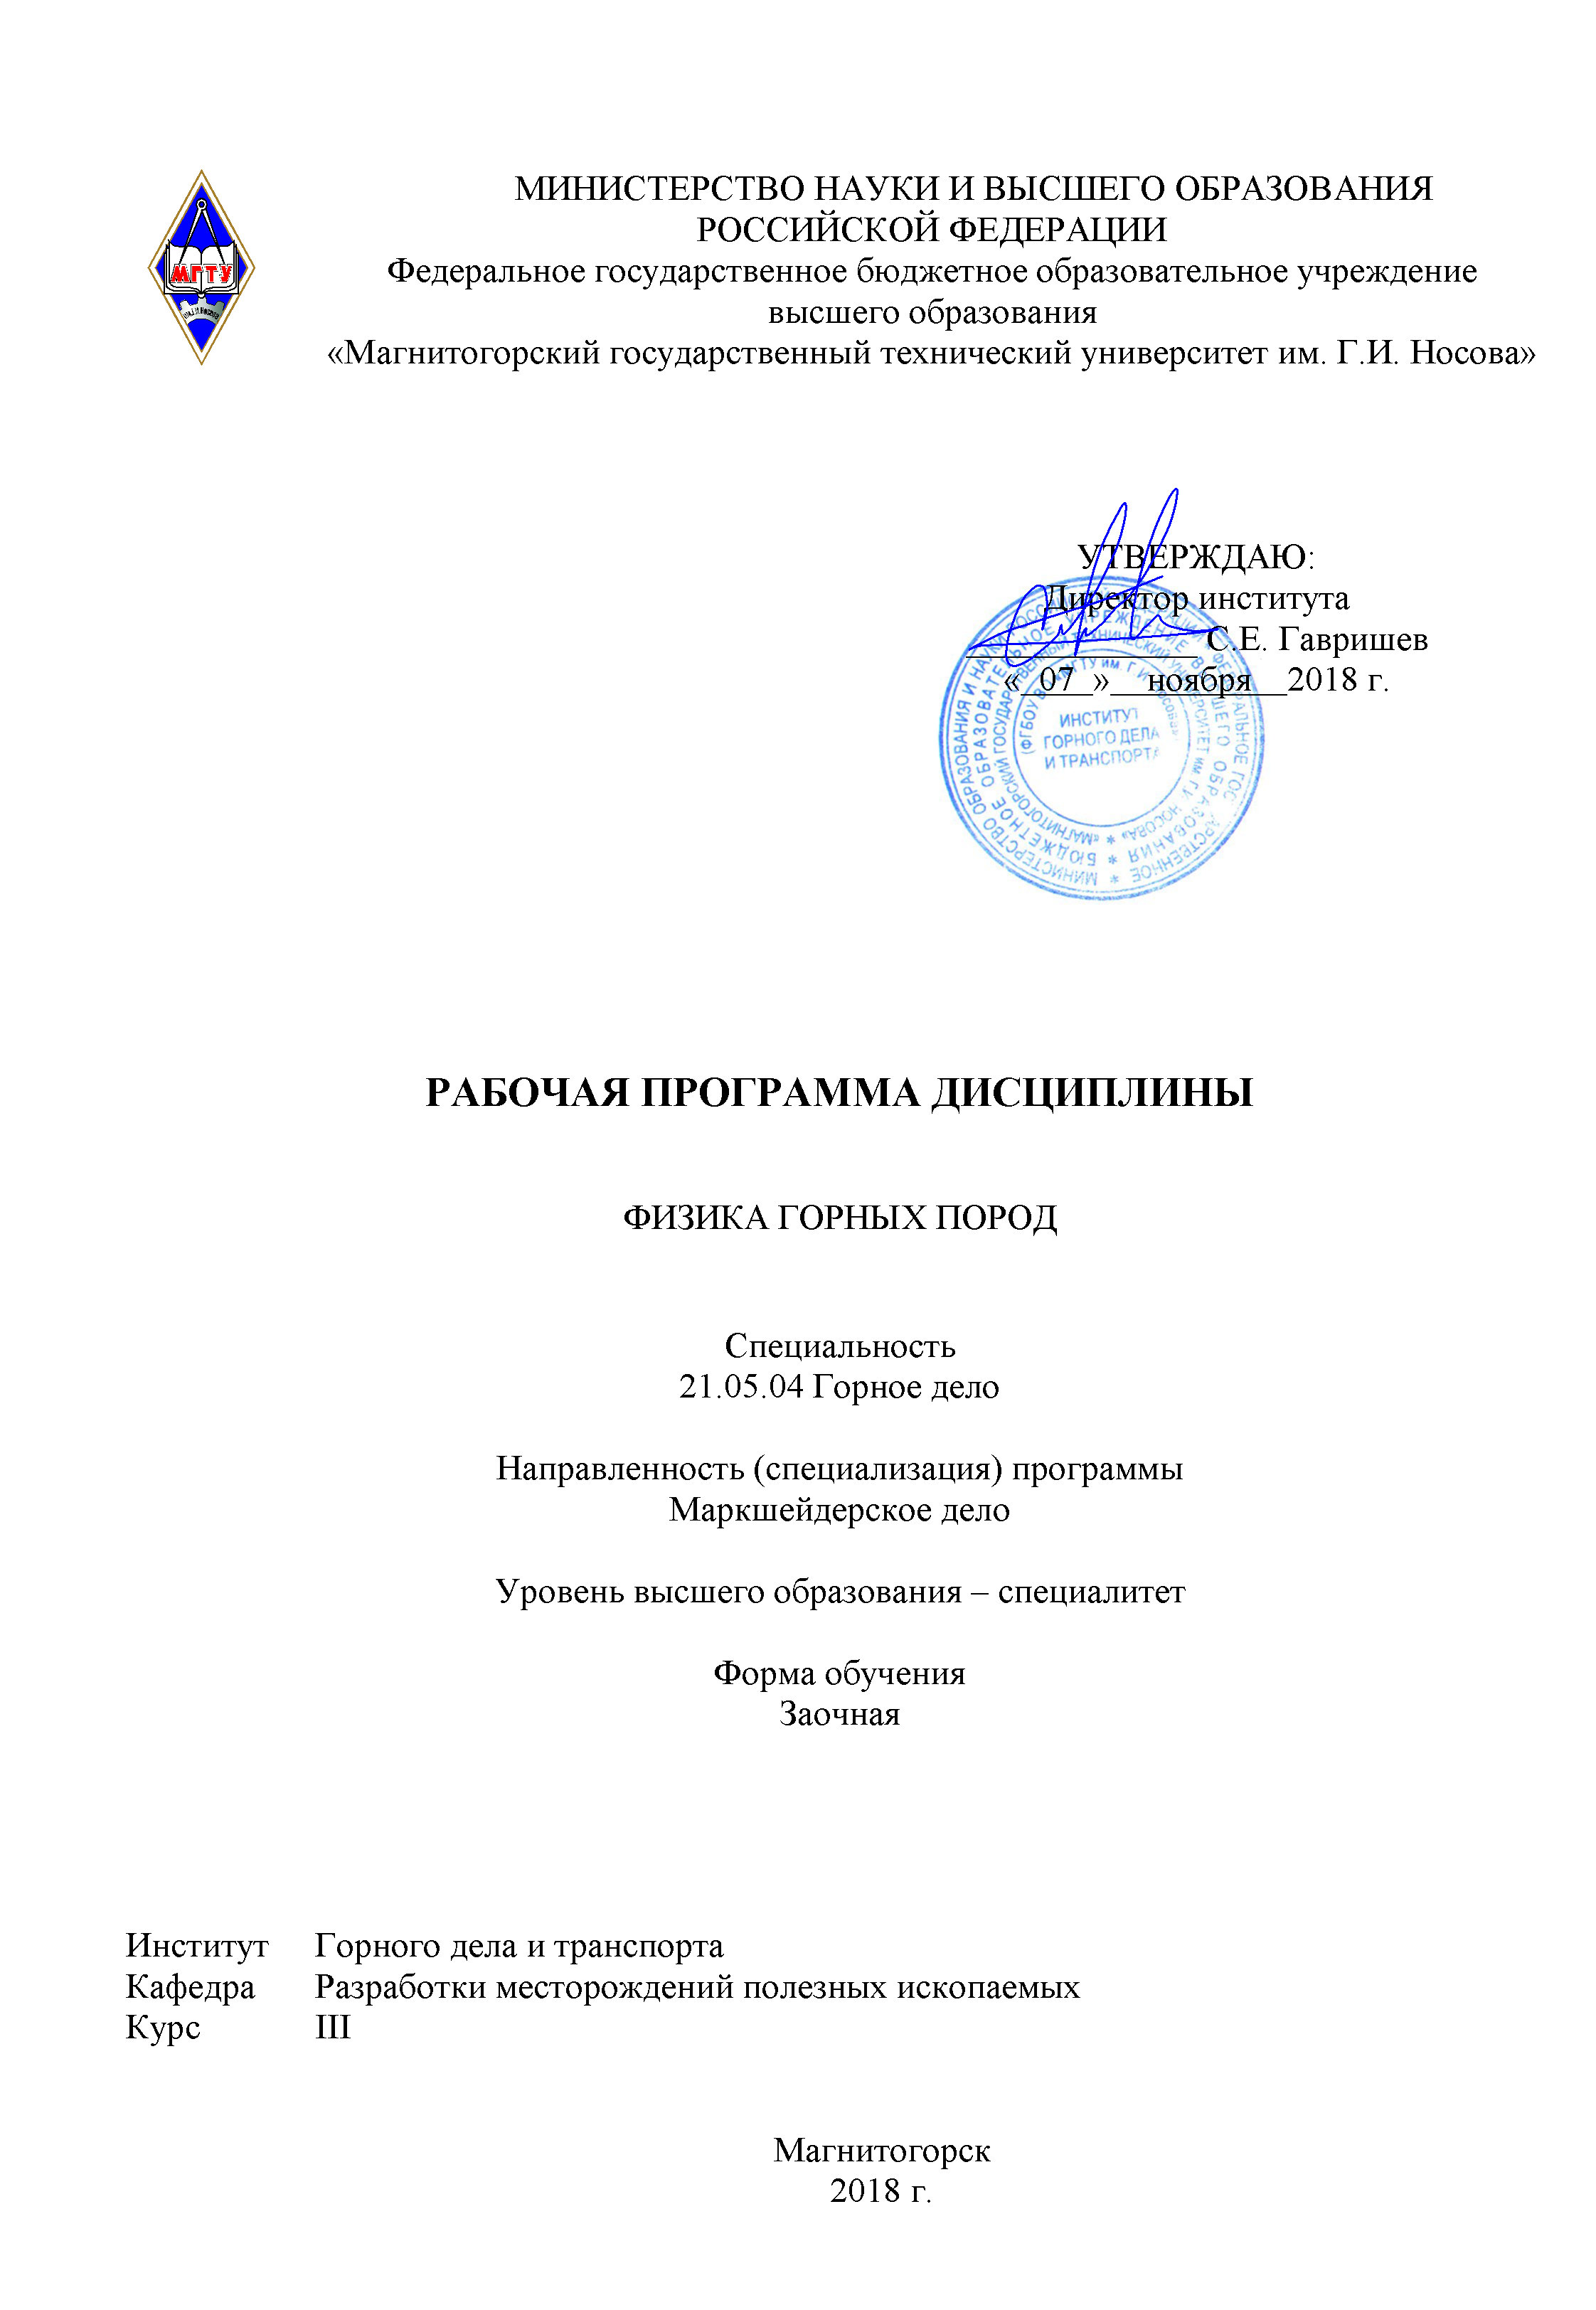 МИНИСТЕРСТВО НАУКИ И ВЫСШЕГО ОБРАЗОВАНИЯ
РОССИЙСКОЙ ФЕДЕРАЦИИ
Федеральное государственное бюджетное образовательное учреждение
высшего образования
«Магнитогорский государственный технический университет им. Г.И. Носова»
МГТУ
УТВЕРЖДАЮ:
Директор института
С.Е. Гавришев
«_07_»__ноября__2018 г.
ИНСТИТУТ
ГОРНОГО ДЕЛА
И ТРАНСПОРТА
РАБОЧАЯ ПРОГРАММА ДИСЦИПЛИНЫ
ФИЗИКА ГОРНЫХ ПОРОД
Специальность
21.05.04 Горное дело
Направленность (специализация) программы
Маркшейдерское дело
Уровень высшего образования – специалитет
Форма обучения
Заочная
Институт Горного дела и транспорта
Кафедра Разработки месторождений полезных ископаемых
Курс III
Магнитогорск
2018 г.